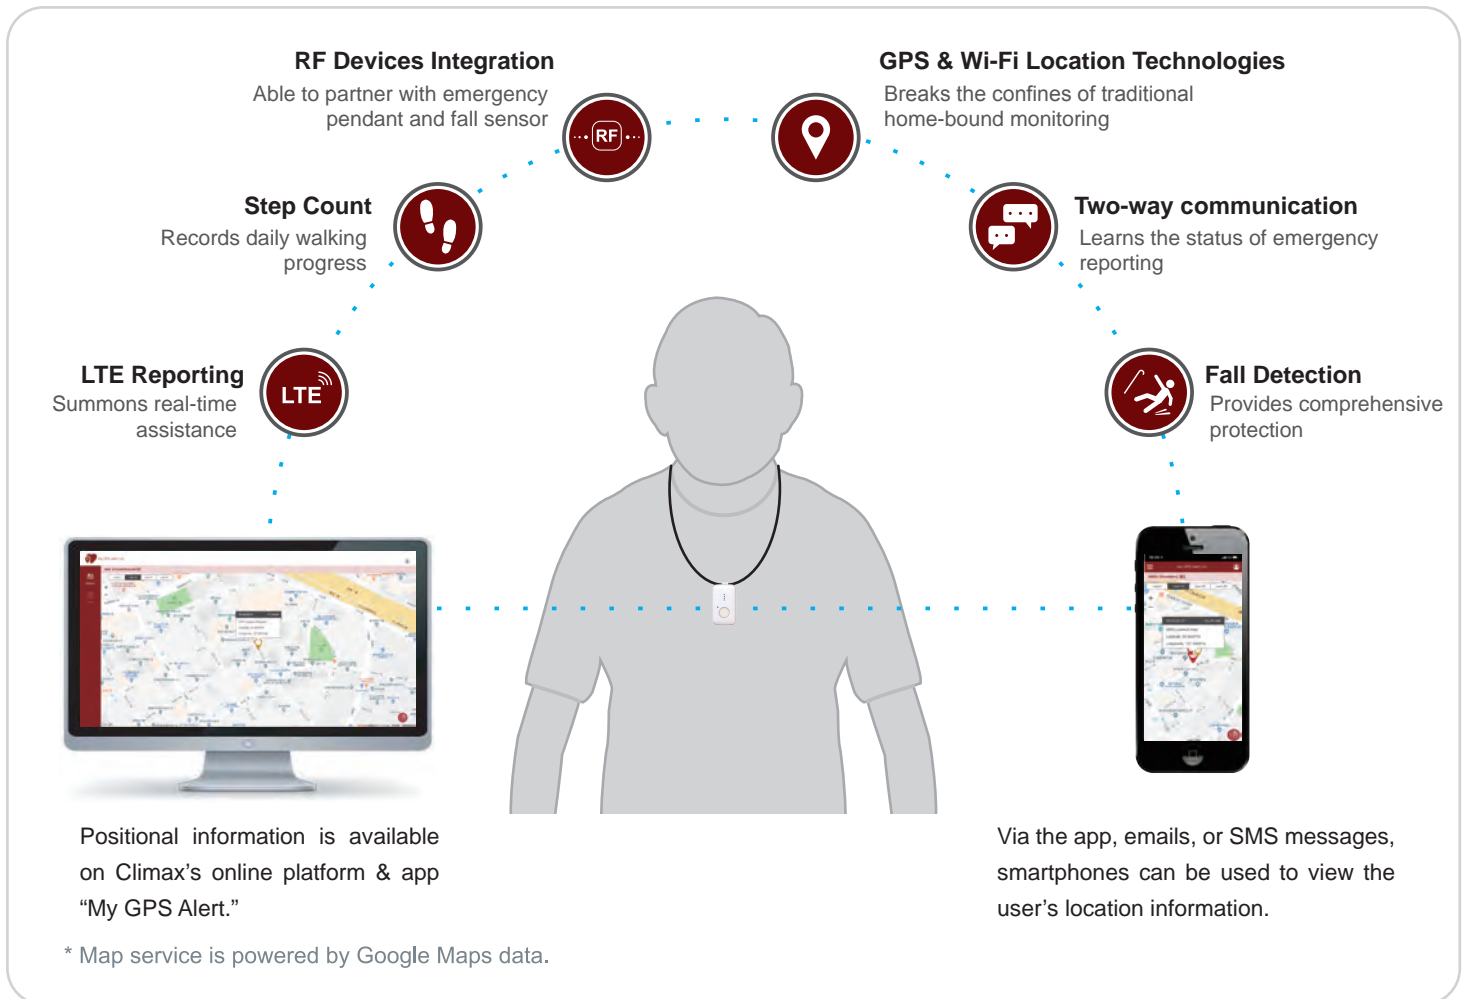 RF Devices Integration
Able to partner with emergency
pendant and fall sensor
RF
GPS & Wi-Fi Location Technologies
Breaks the confines of traditional
home-bound monitoring
Step Count
Records daily walking
progress
Two-way communication
Learns the status of emergency
reporting
LTE Reporting
Summons real-time
assistance
LTE
Fall Detection
Provides comprehensive
protection
Positional information is available
on Climax’s online platform & app
“My GPS Alert.”
Via the app, emails, or SMS messages,
smartphones can be used to view the
user’s location information.
* Map service is powered by Google Maps data.